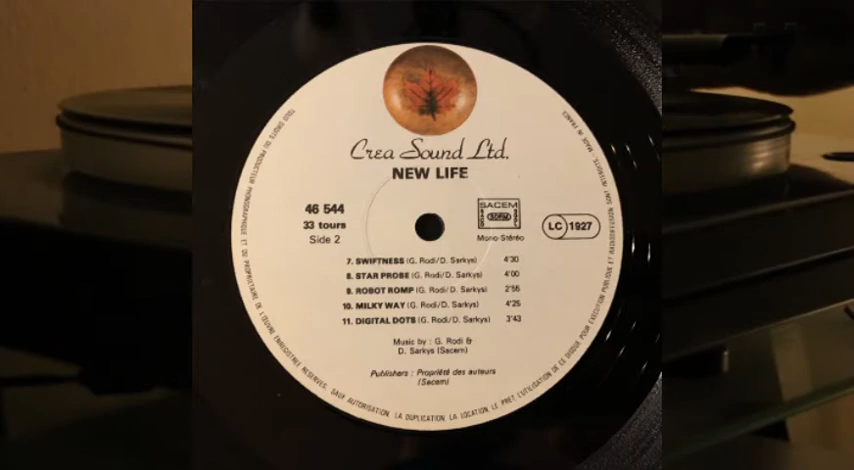 Crea Sound Ltd.
NEW LIFE
46 544
33 tours
Side 2
SACEM
SDRM
Mono-Stéréo
LC 1927
7. SWIFTNESS (G. Rodi/D. Sarkys) 4'30
8. STAR PROBE (G. Rodi/D. Sarkys) 4'00
9. ROBOT ROMP (G. Rodi/D. Sarkys) 2'55
10. MILKY WAY (G. Rodi/D. Sarkys) 4'25
11. DIGITAL DOTS (G. Rodi/D. Sarkys) 3'43
Music by : G. Rodi &
D. Sarkys (Sacem)
Publishers : Propriété des auteurs
(Sacem)
TOUS DROITS DU PRODUCTEUR PHONOGRAPHIQUE ET DU PROPRIETAIRE DE L'ŒUVRE ENREGISTREE RESERVES. SAUF AUTORISATION, LA DUPLICATION, LA LOCATION, LE PRET, L'UTILISATION DE CE DISQUE POUR EXECUTION PUBLIQUE ET RADIODIFFUSION SONT INTERDITS. MADE IN FRANCE.